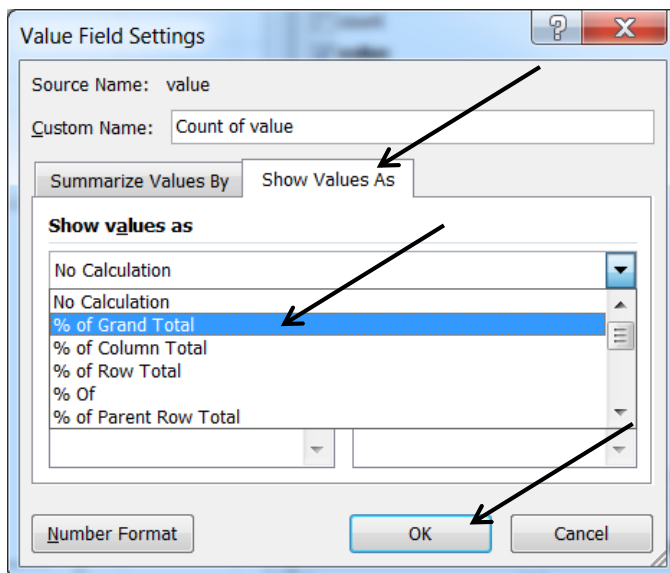 Value Field Settings
Source Name: value
Custom Name: Count of value
Summarize Values By Show Values As
Show values as
No Calculation
No Calculation
% of Grand Total
% of Column Total
% of Row Total
% Of
% of Parent Row Total
Number Format OK Cancel